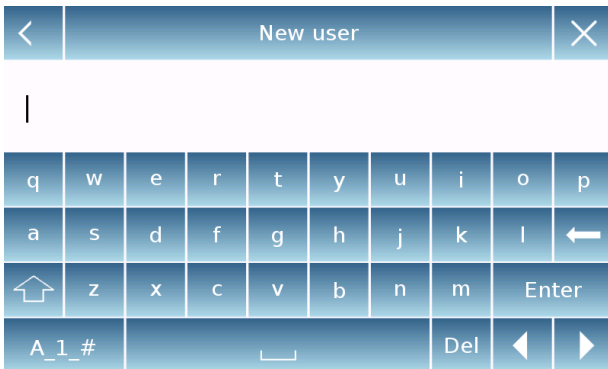 New user
q w e r t y u i o p
a s d f g h j k l
z x c v b n m Enter
A_1_# Del